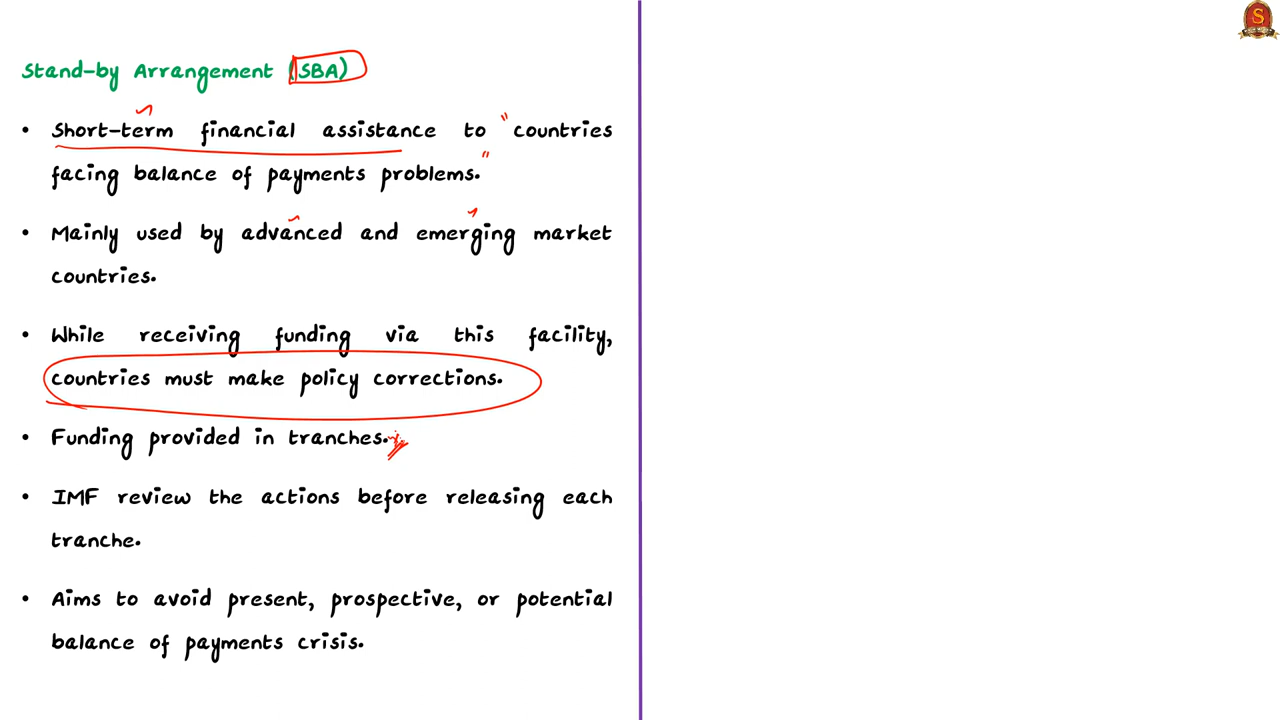 Stand-by Arrangement (SBA)
• Short-term financial assistance to "countries
facing balance of payments problems."
• Mainly used by advanced and emerging market
countries.
• While receiving funding via this facility,
countries must make policy corrections.
• Funding provided in tranches.
• IMF review the actions before releasing each
tranche.
• Aims to avoid present, prospective, or potential
balance of payments crisis.
S